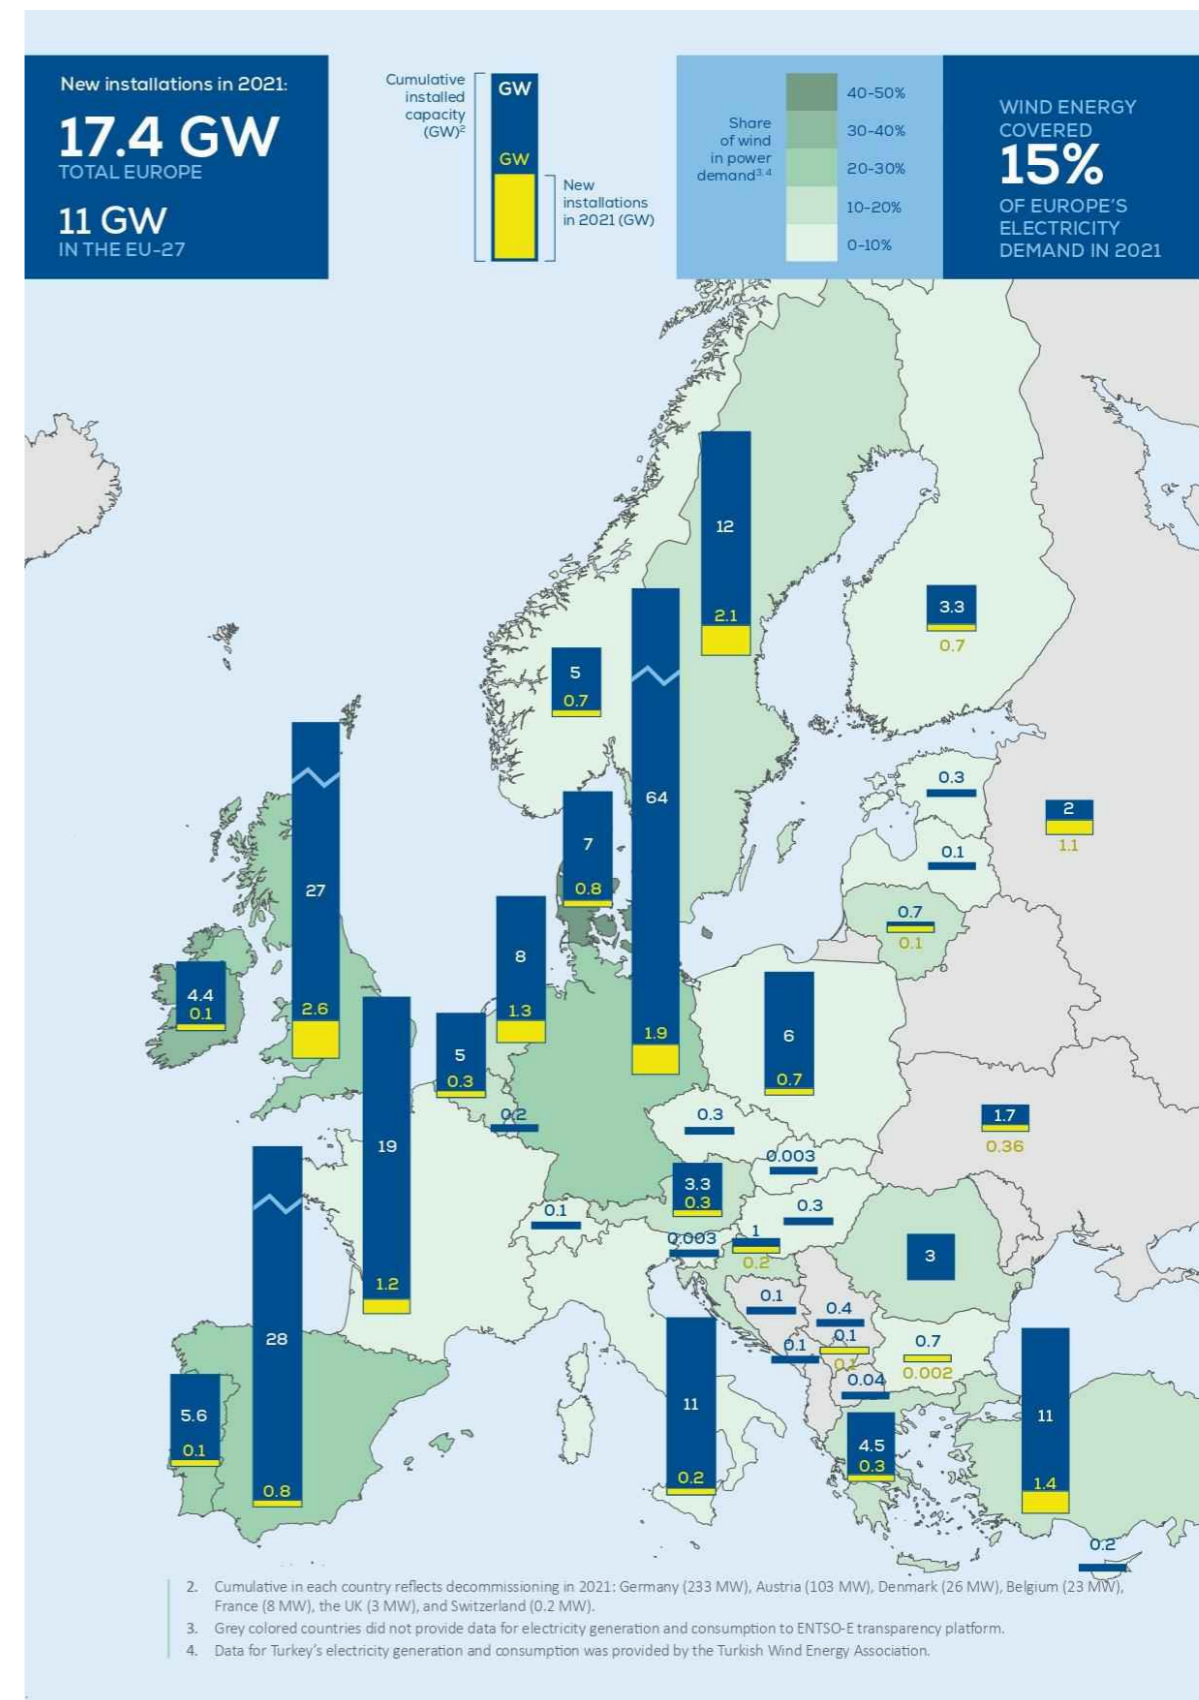 New installations in 2021:
17.4 GW
TOTAL EUROPE
11 GW
IN THE EU-27
Cumulative
installed
capacity
(GW)²
GW
GW
New
installations
in 2021 (GW)
Share
of wind
in power
demand³·⁴
40-50%
30-40%
20-30%
10-20%
0-10%
WIND ENERGY
COVERED
15%
OF EUROPE'S
ELECTRICITY
DEMAND IN 2021
12
2.1
3.3
0.7
5
0.7
64
1.9
0.3
2
1.1
0.1
27
2.6
7
0.8
0.7
0.1
8
1.3
4.4
0.1
5
0.3
6
0.7
0.2
0.3
1.7
0.36
19
1.2
0.003
3.3
0.3
0.1
0.3
0.003
1
0.2
3
28
0.8
0.1
0.4
0.1
0.1
0.1
0.7
0.002
0.04
5.6
0.1
11
0.2
4.5
0.3
11
1.4
0.2
2. Cumulative in each country reflects decommissioning in 2021: Germany (233 MW), Austria (103 MW), Denmark (26 MW), Belgium (23 MW),
France (8 MW), the UK (3 MW), and Switzerland (0.2 MW).
3. Grey colored countries did not provide data for electricity generation and consumption to ENTSO-E transparency platform.
4. Data for Turkey's electricity generation and consumption was provided by the Turkish Wind Energy Association.